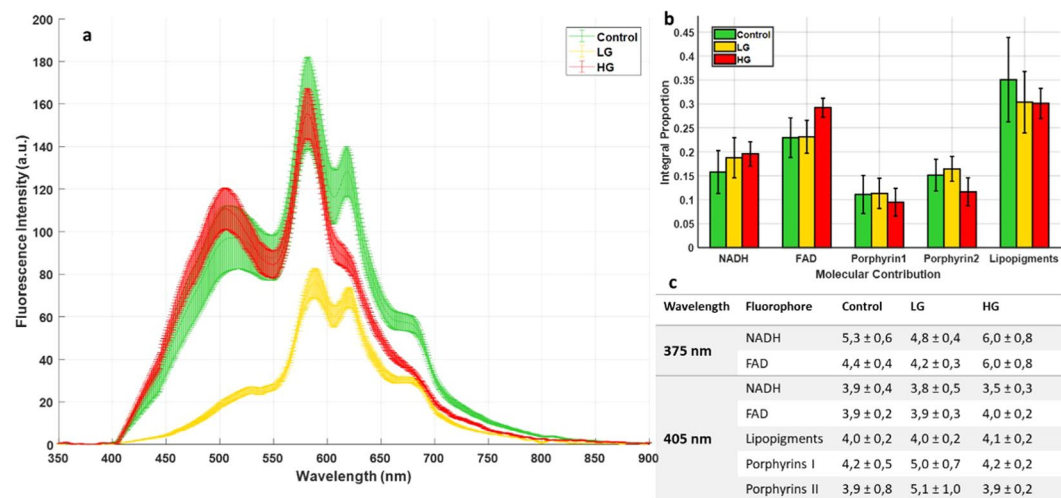 a
Control
LG
HG
Fluorescence Intensity (a.u.)
200
180
160
140
120
100
80
60
40
20
0
350 400 450 500 550 600 650 700 750 800 850 900
Wavelength (nm)
b
Control
LG
HG
Integral Proportion
0.45
0.4
0.35
0.3
0.25
0.2
0.15
0.1
0.05
0
NADH FAD Porphyrin1 Porphyrin2 Lipopigments
Molecular Contribution
c
Wavelength Fluorophore Control LG HG
375 nm
NADH 5,3 ± 0,6 4,8 ± 0,4 6,0 ± 0,8
FAD 4,4 ± 0,4 4,2 ± 0,3 6,0 ± 0,8
405 nm
NADH 3,9 ± 0,4 3,8 ± 0,5 3,5 ± 0,3
FAD 3,9 ± 0,2 3,9 ± 0,3 4,0 ± 0,2
Lipopigments 4,0 ± 0,2 4,0 ± 0,2 4,1 ± 0,2
Porphyrins I 4,2 ± 0,5 5,0 ± 0,7 4,2 ± 0,2
Porphyrins II 3,9 ± 0,8 5,1 ± 1,0 3,9 ± 0,2